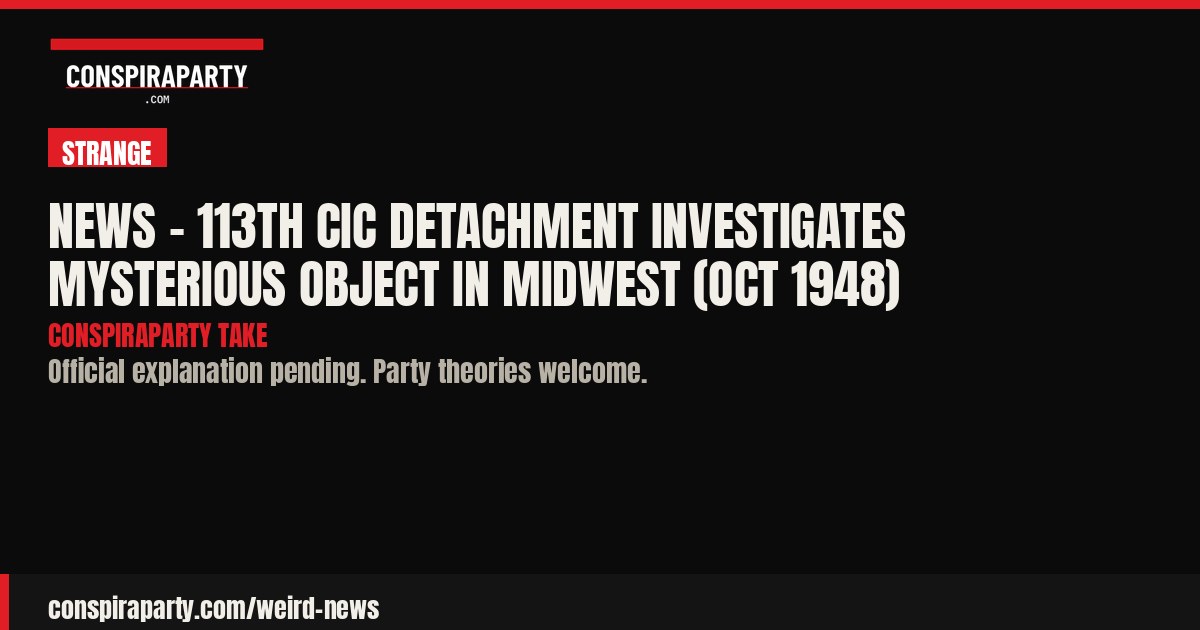 CONSPIRAPARTY
.COM
STRANGE
NEWS - 113TH CIC DETACHMENT INVESTIGATES
MYSTERIOUS OBJECT IN MIDWEST (OCT 1948)
CONSPIRAPARTY TAKE
Official explanation pending. Party theories welcome.
conspiraparty.com/weird-news